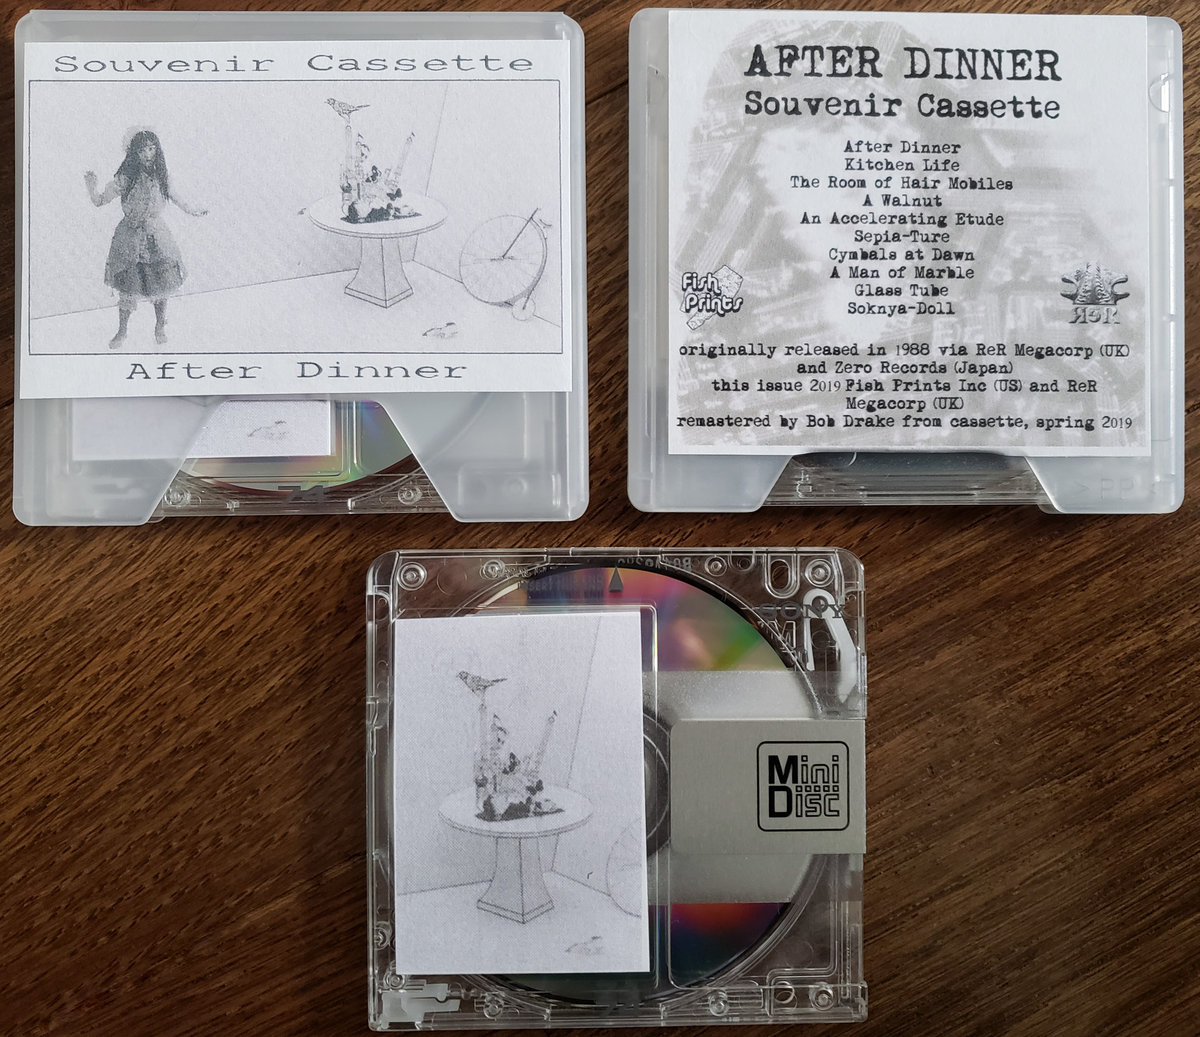 Souvenir Cassette
After Dinner
74
AFTER DINNER
Souvenir Cassette
After Dinner
Kitchen Life
The Room of Hair Mobiles
A Walnut
An Accelerating Etude
Sepia-Ture
Cymbals at Dawn
A Man of Marble
Glass Tube
Soknya-Doll
Fish
Prints
ReR
originally released in 1988 via ReR Megacorp (UK)
and Zero Records (Japan)
this issue 2019 Fish Prints Inc (US) and ReR
Megacorp (UK)
remastered by Bob Drake from cassette, spring 2019
SONY
Mini
Disc